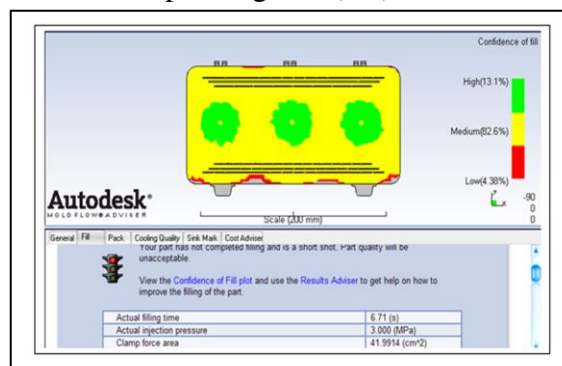 Confidence of fill
High(13.1%)
Medium(82.6%)
Low(4.38%)
Autodesk®
MOLDFLOW ADVISER
Scale (200 mm)
-90
0
0
General Fill Pack Cooling Quality Sink Mark Cost Adviser
Your part has not completed filling and is a short shot. Part quality will be
unacceptable.
View the Confidence of Fill plot and use the Results Adviser to get help on how to
improve the filling of the part.
Actual filling time 6.71 (s)
Actual injection pressure 3.000 (MPa)
Clamp force area 41.9914 (cm^2)